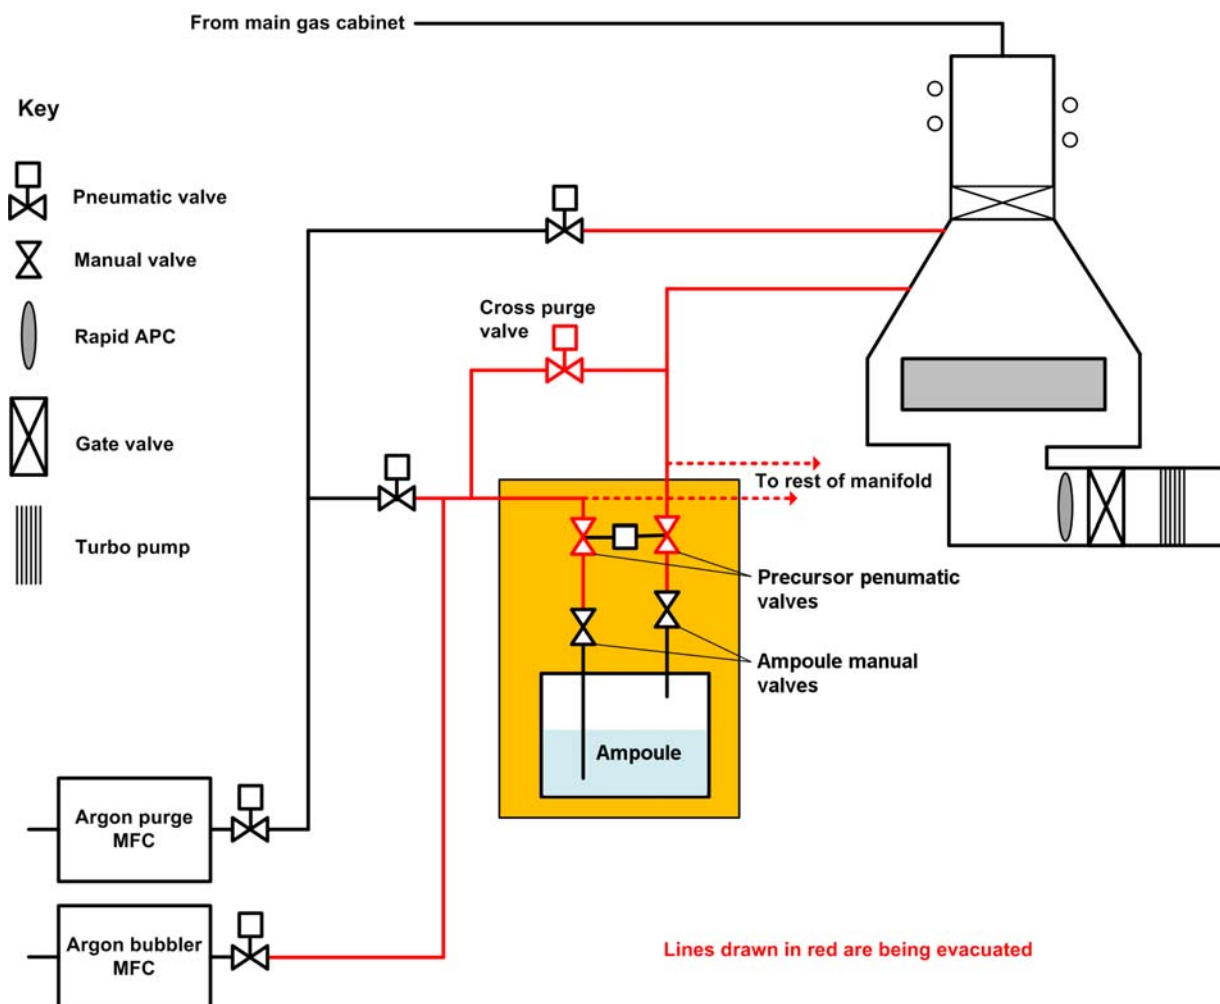 From main gas cabinet
Key
Pneumatic valve
Manual valve
Rapid APC
Gate valve
Turbo pump
Cross purge
valve
To rest of manifold
Precursor penumatic
valves
Ampoule manual
valves
Ampoule
Argon purge
MFC
Argon bubbler
MFC
Lines drawn in red are being evacuated